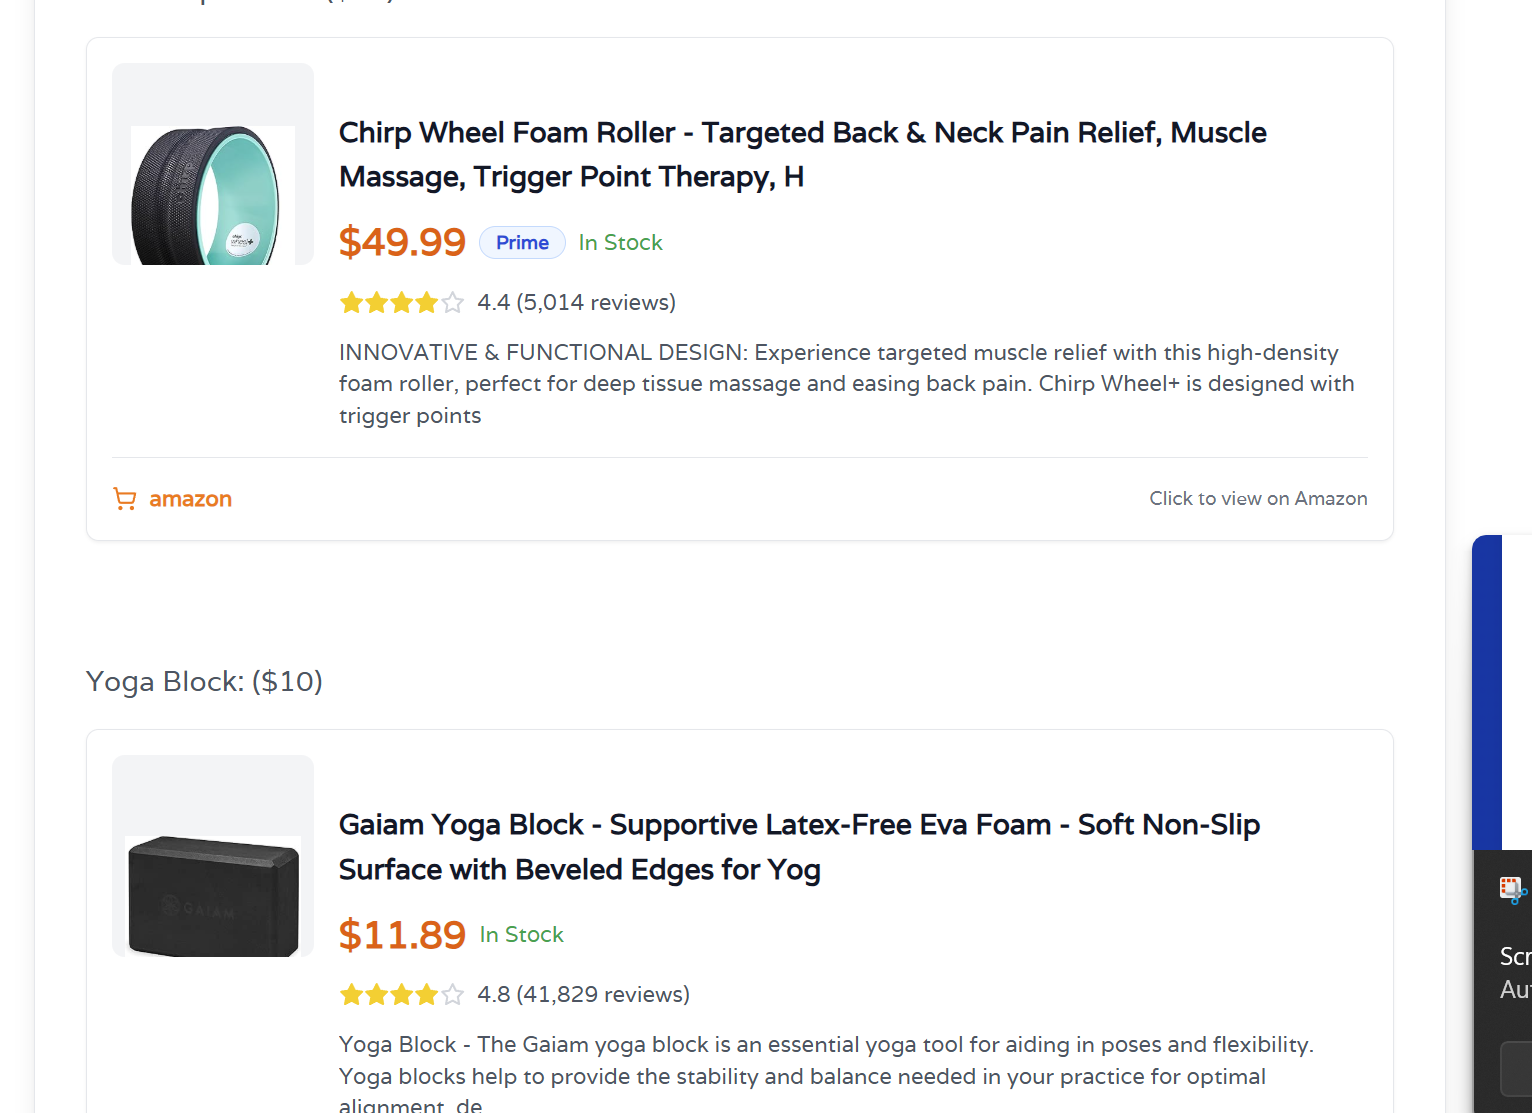 Chirp Wheel Foam Roller - Targeted Back & Neck Pain Relief, Muscle
Massage, Trigger Point Therapy, H
$49.99 Prime In Stock
4.4 (5,014 reviews)
INNOVATIVE & FUNCTIONAL DESIGN: Experience targeted muscle relief with this high-density
foam roller, perfect for deep tissue massage and easing back pain. Chirp Wheel+ is designed with
trigger points
amazon
Click to view on Amazon
Yoga Block: ($10)
GAIAM
Gaiam Yoga Block - Supportive Latex-Free Eva Foam - Soft Non-Slip
Surface with Beveled Edges for Yog
$11.89 In Stock
4.8 (41,829 reviews)
Yoga Block - The Gaiam yoga block is an essential yoga tool for aiding in poses and flexibility.
Yoga blocks help to provide the stability and balance needed in your practice for optimal
alignment, de
Scr
Aut